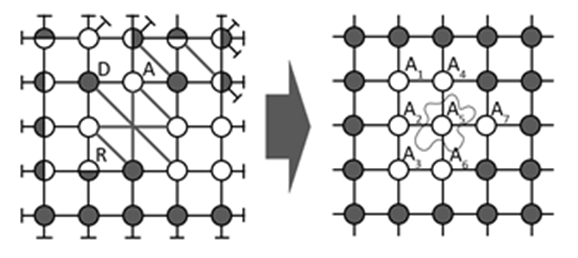 D A
R
A₁ A₄
A₂ A₅ A₇
A₃ A₆